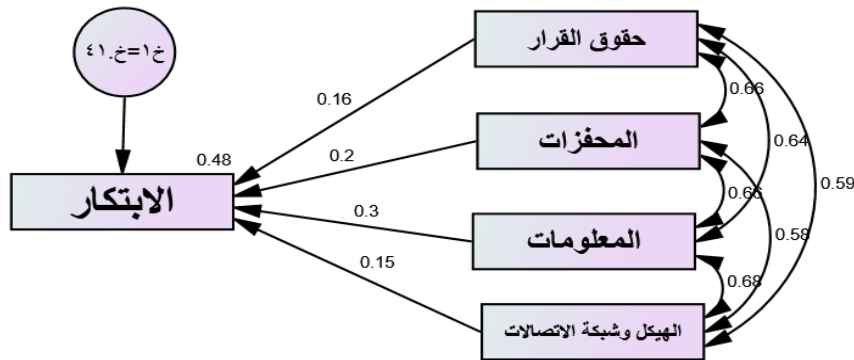 خ١=خ.٤١
حقوق القرار
0.16
0.66
المحفزات
0.64
0.48
0.2
الابتكار
0.59
0.66
0.3
المعلومات
0.58
0.15
0.68
الهيكل وشبكة الاتصالات